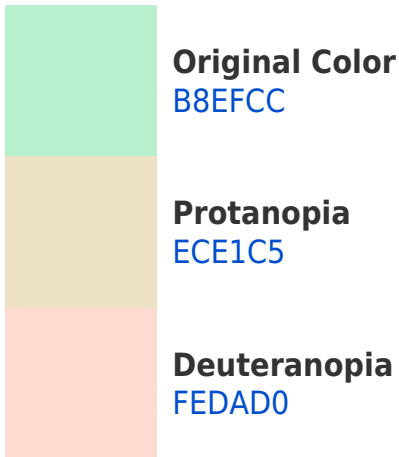 Original Color
B8EFCC
Protanopia
ECE1C5
Deuteranopia
FEDAD0